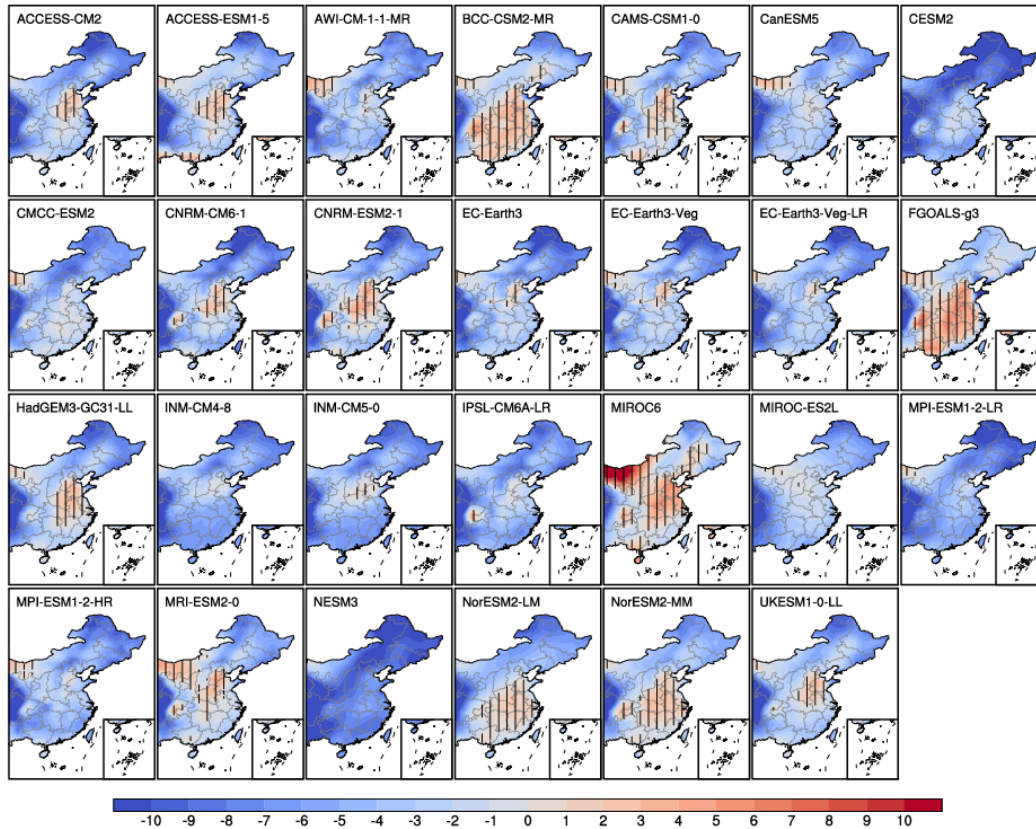 ACCESS-CM2 ACCESS-ESM1-5 AWI-CM-1-1-MR BCC-CSM2-MR CAMS-CSM1-0 CanESM5 CESM2
CMCC-ESM2 CNRM-CM6-1 CNRM-ESM2-1 EC-Earth3 EC-Earth3-Veg EC-Earth3-Veg-LR FGOALS-g3
HadGEM3-GC31-LL INM-CM4-8 INM-CM5-0 IPSL-CM6A-LR MIROC6 MIROC-ES2L MPI-ESM1-2-LR
MPI-ESM1-2-HR MRI-ESM2-0 NESM3 NorESM2-LM NorESM2-MM UKESM1-0-LL
-10 -9 -8 -7 -6 -5 -4 -3 -2 -1 0 1 2 3 4 5 6 7 8 9 10